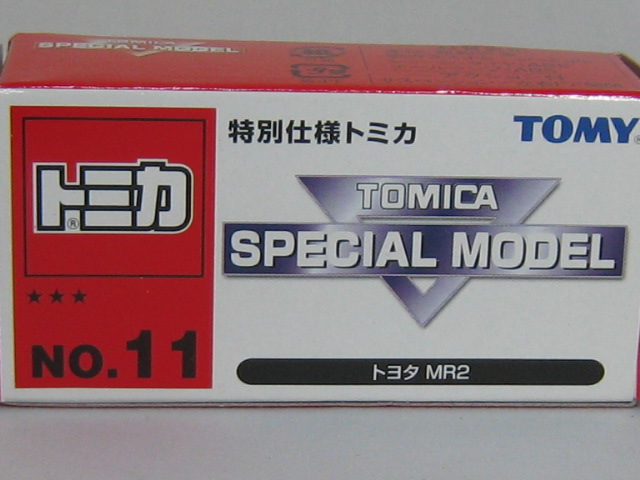 TOMICA
SPECIAL MODEL
特別仕様トミカ
TOMY
トミカ
®
TOMICA
SPECIAL MODEL
★★★
NO.11
トヨタ MR2